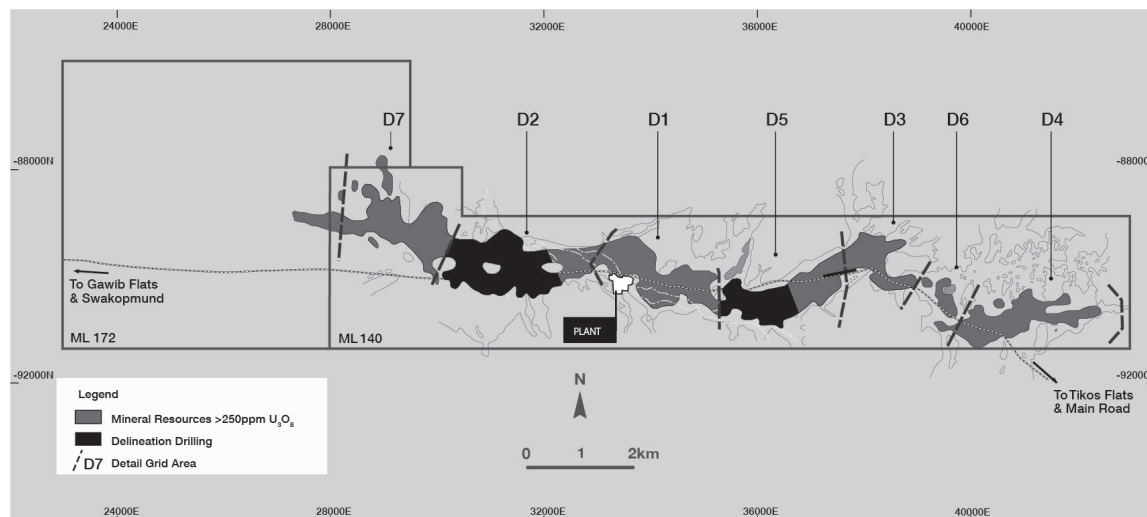 24000E 28000E 32000E 36000E 40000E
D7 D2 D1 D5 D3 D6 D4
-88000N -88000N
To Gawib Flats
& Swakopmund
ML 172 ML 140
PLANT
-92000N -92000N
To Tikos Flats
& Main Road
Legend
Mineral Resources >250ppm U₃O₈
Delineation Drilling
D7 Detail Grid Area
N
0 1 2km
24000E 28000E 32000E 36000E 40000E